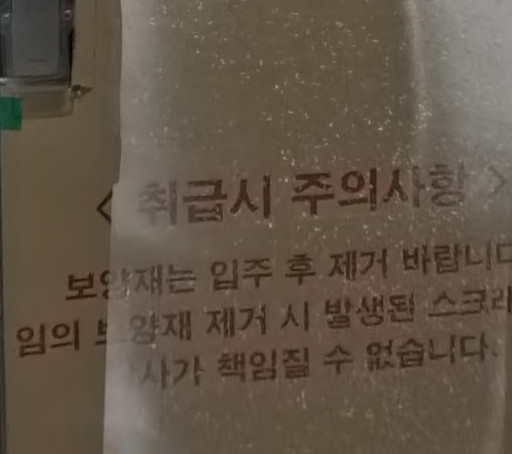 < 취급시 주의사항 >
보양재는 입주 후 제거 바랍니다
임의 보양재 제거 시 발생된 스크래
사가 책임질 수 없습니다.